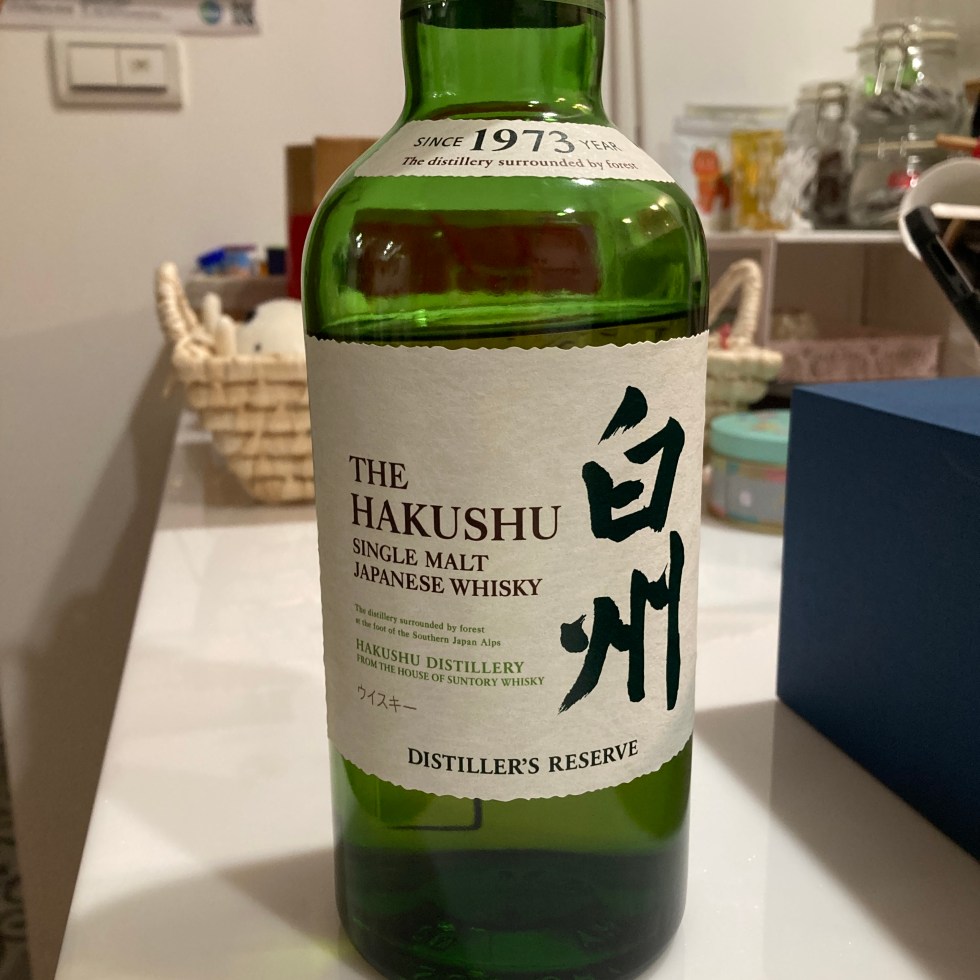 SINCE 1973 YEAR
The distillery surrounded by forest
白州
THE
HAKUSHU
SINGLE MALT
JAPANESE WHISKY
The distillery surrounded by forest
at the foot of the Southern Japan Alps
HAKUSHU DISTILLERY
FROM THE HOUSE OF SUNTORY WHISKY
ウイスキー
DISTILLER'S RESERVE